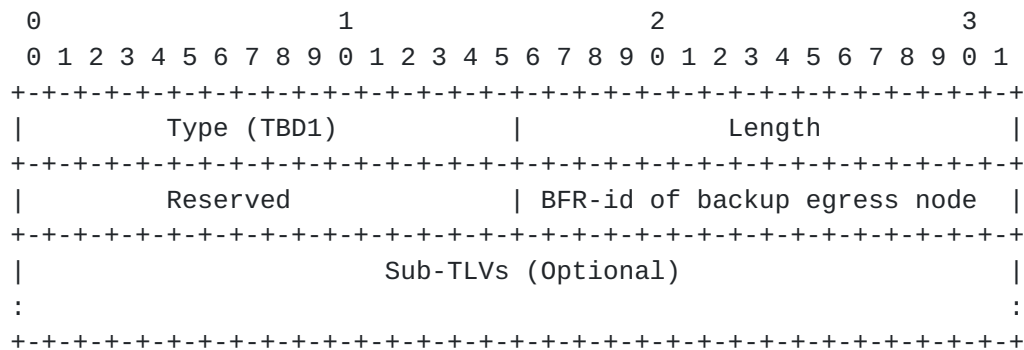 0                   1                   2                   3
 0 1 2 3 4 5 6 7 8 9 0 1 2 3 4 5 6 7 8 9 0 1 2 3 4 5 6 7 8 9 0 1
+-+-+-+-+-+-+-+-+-+-+-+-+-+-+-+-+-+-+-+-+-+-+-+-+-+-+-+-+-+-+-+-+
|         Type (TBD1)           |             Length            |
+-+-+-+-+-+-+-+-+-+-+-+-+-+-+-+-+-+-+-+-+-+-+-+-+-+-+-+-+-+-+-+-+
|         Reserved              | BFR-id of backup egress node  |
+-+-+-+-+-+-+-+-+-+-+-+-+-+-+-+-+-+-+-+-+-+-+-+-+-+-+-+-+-+-+-+-+
|                       Sub-TLVs (Optional)                     |
:                                                               :
+-+-+-+-+-+-+-+-+-+-+-+-+-+-+-+-+-+-+-+-+-+-+-+-+-+-+-+-+-+-+-+-+